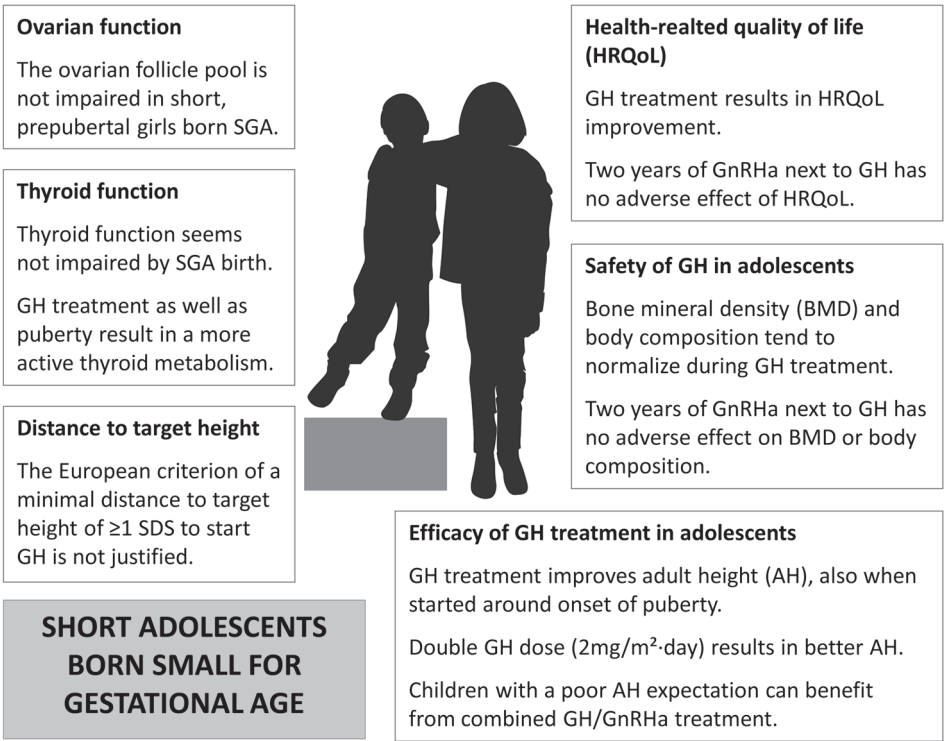 Ovarian function
The ovarian follicle pool is
not impaired in short,
prepubertal girls born SGA.
Thyroid function
Thyroid function seems
not impaired by SGA birth.
GH treatment as well as
puberty result in a more
active thyroid metabolism.
Distance to target height
The European criterion of a
minimal distance to target
height of ≥1 SDS to start
GH is not justified.
SHORT ADOLESCENTS
BORN SMALL FOR
GESTATIONAL AGE
Health-realted quality of life
(HRQoL)
GH treatment results in HRQoL
improvement.
Two years of GnRHa next to GH has
no adverse effect of HRQoL.
Safety of GH in adolescents
Bone mineral density (BMD) and
body composition tend to
normalize during GH treatment.
Two years of GnRHa next to GH has
no adverse effect on BMD or body
composition.
Efficacy of GH treatment in adolescents
GH treatment improves adult height (AH), also when
started around onset of puberty.
Double GH dose (2mg/m²·day) results in better AH.
Children with a poor AH expectation can benefit
from combined GH/GnRHa treatment.